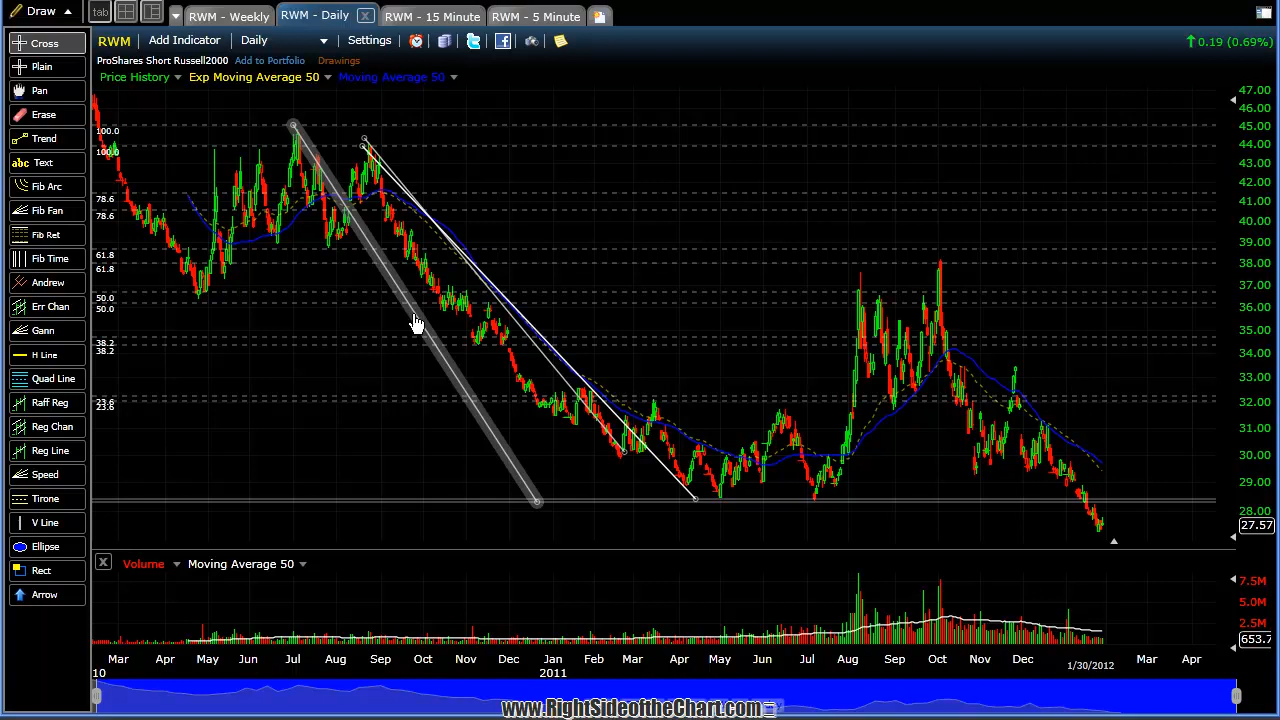 Draw
tab
RWM - Weekly
RWM - Daily
RWM - 15 Minute
RWM - 5 Minute
Cross
Plain
Pan
Erase
Trend
abc Text
Fib Arc
Fib Fan
Fib Ret
Fib Time
Andrew
Err Chan
Gann
H Line
Quad Line
Raff Reg
Reg Chan
Reg Line
Speed
Tirone
V Line
Ellipse
Rect
Arrow
RWM
Add Indicator
Daily
Settings
0.19 (0.69%)
ProShares Short Russell2000
Add to Portfolio
Drawings
Price History
Exp Moving Average 50
Moving Average 50
100.0
100.0
78.6
78.6
61.8
61.8
50.0
50.0
38.2
38.2
23.6
23.6
47.00
46.00
45.00
44.00
43.00
42.00
41.00
40.00
39.00
38.00
37.00
36.00
35.00
34.00
33.00
32.00
31.00
30.00
29.00
28.00
27.57
X
Volume
Moving Average 50
7.5M
5.0M
2.5M
653.7
Mar Apr May Jun Jul Aug Sep Oct Nov Dec Jan Feb Mar Apr May Jun Jul Aug Sep Oct Nov Dec 1/30/2012 Mar Apr
10 2011
www.RightSideoftheChart.com